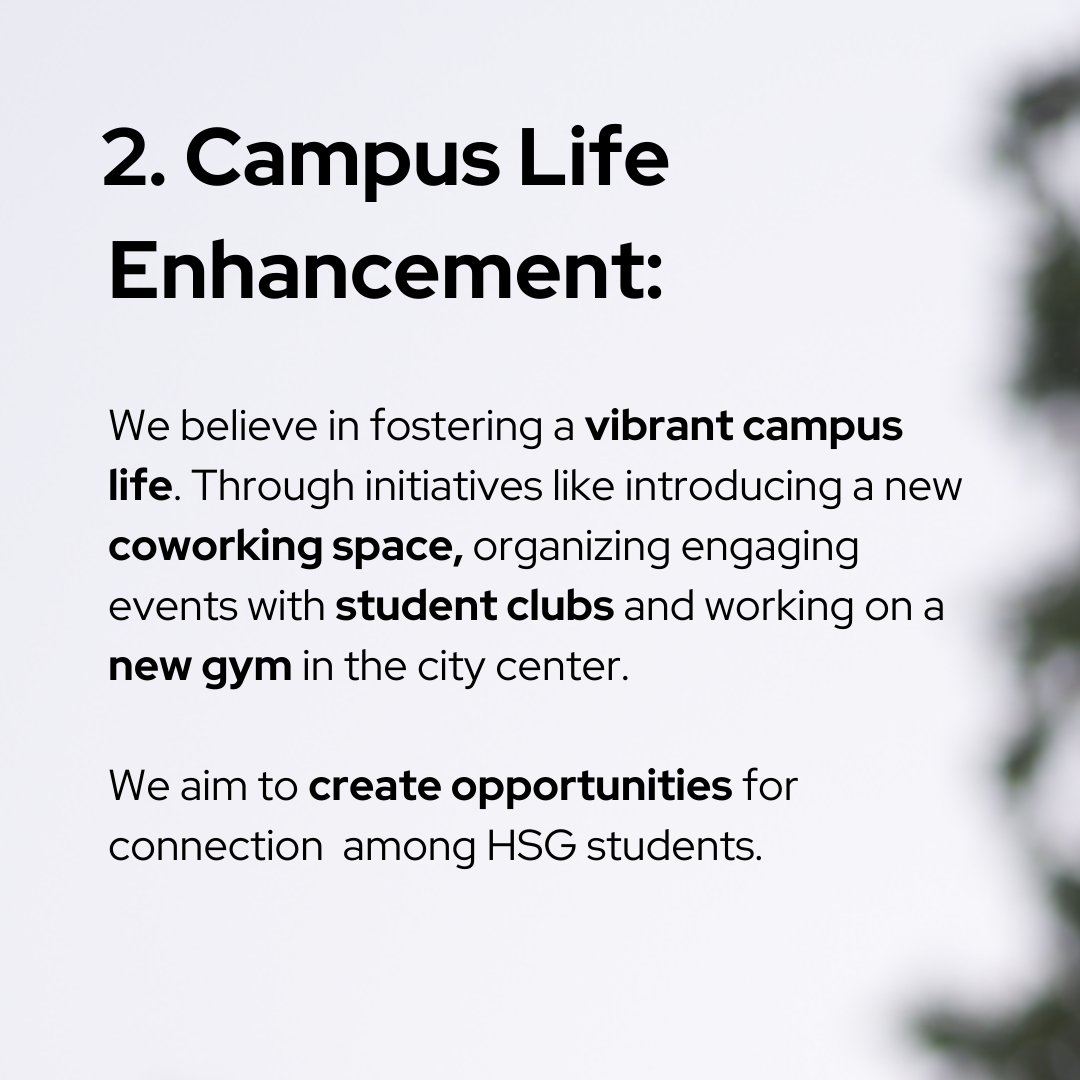 2. Campus Life
Enhancement:
We believe in fostering a vibrant campus
life. Through initiatives like introducing a new
coworking space, organizing engaging
events with student clubs and working on a
new gym in the city center.
We aim to create opportunities for
connection  among HSG students.